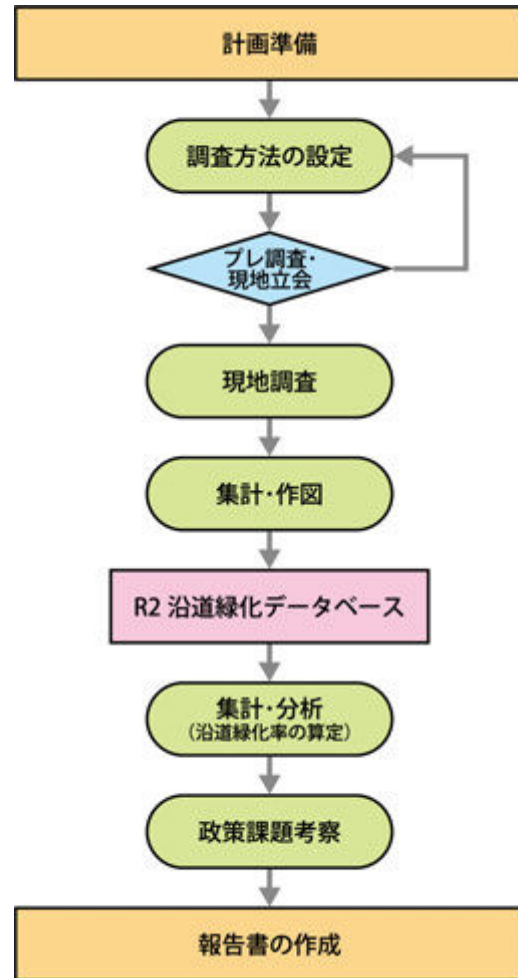 計画準備
調査方法の設定
プレ調査・
現地立会
現地調査
集計・作図
R2 沿道緑化データベース
集計・分析
(沿道緑化率の算定)
政策課題考察
報告書の作成